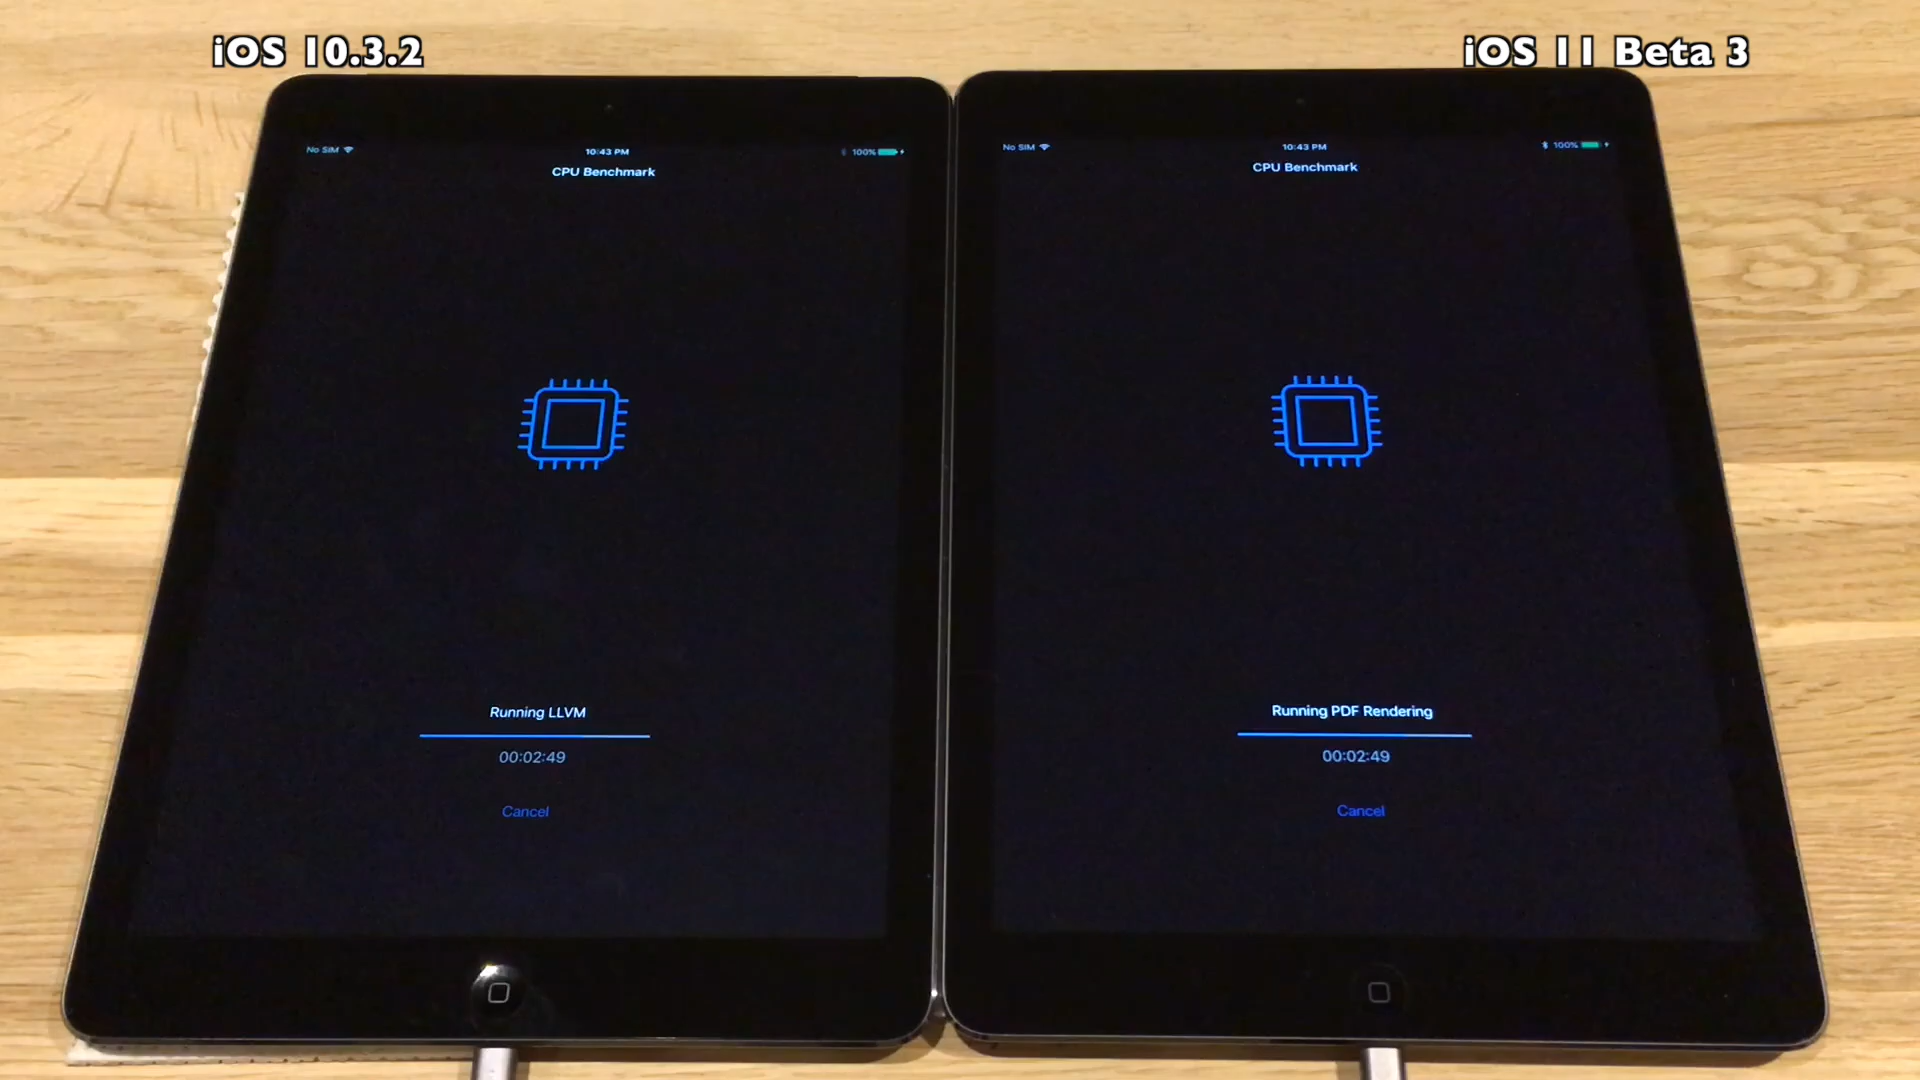 iOS 10.3.2
iOS 11 Beta 3
No SIM
10:43 PM
100%
CPU Benchmark
Running LLVM
00:02:49
Cancel
No SIM
10:43 PM
100%
CPU Benchmark
Running PDF Rendering
00:02:49
Cancel